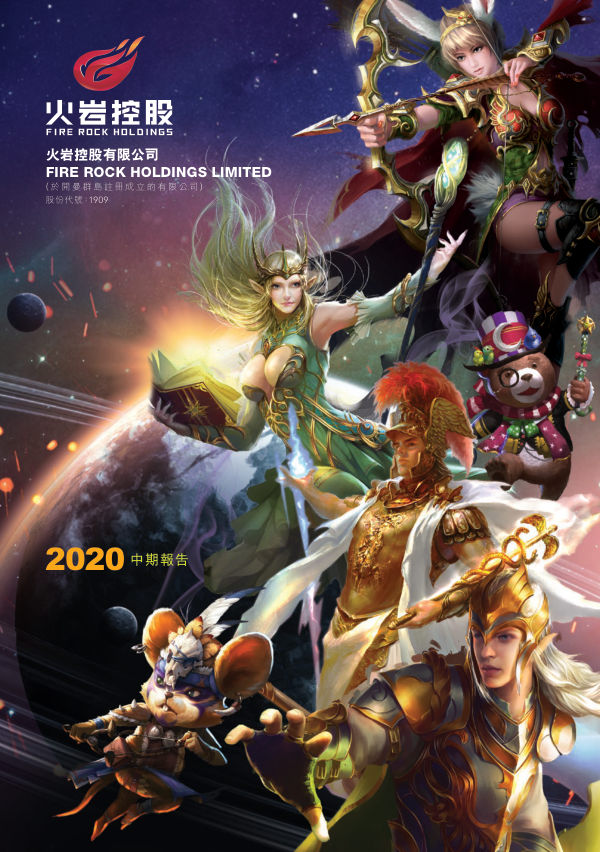 火岩控股
FIRE ROCK HOLDINGS
火岩控股有限公司
FIRE ROCK HOLDINGS LIMITED
(於開曼群島註冊成立的有限公司)
股份代號：1909
2020 中期報告